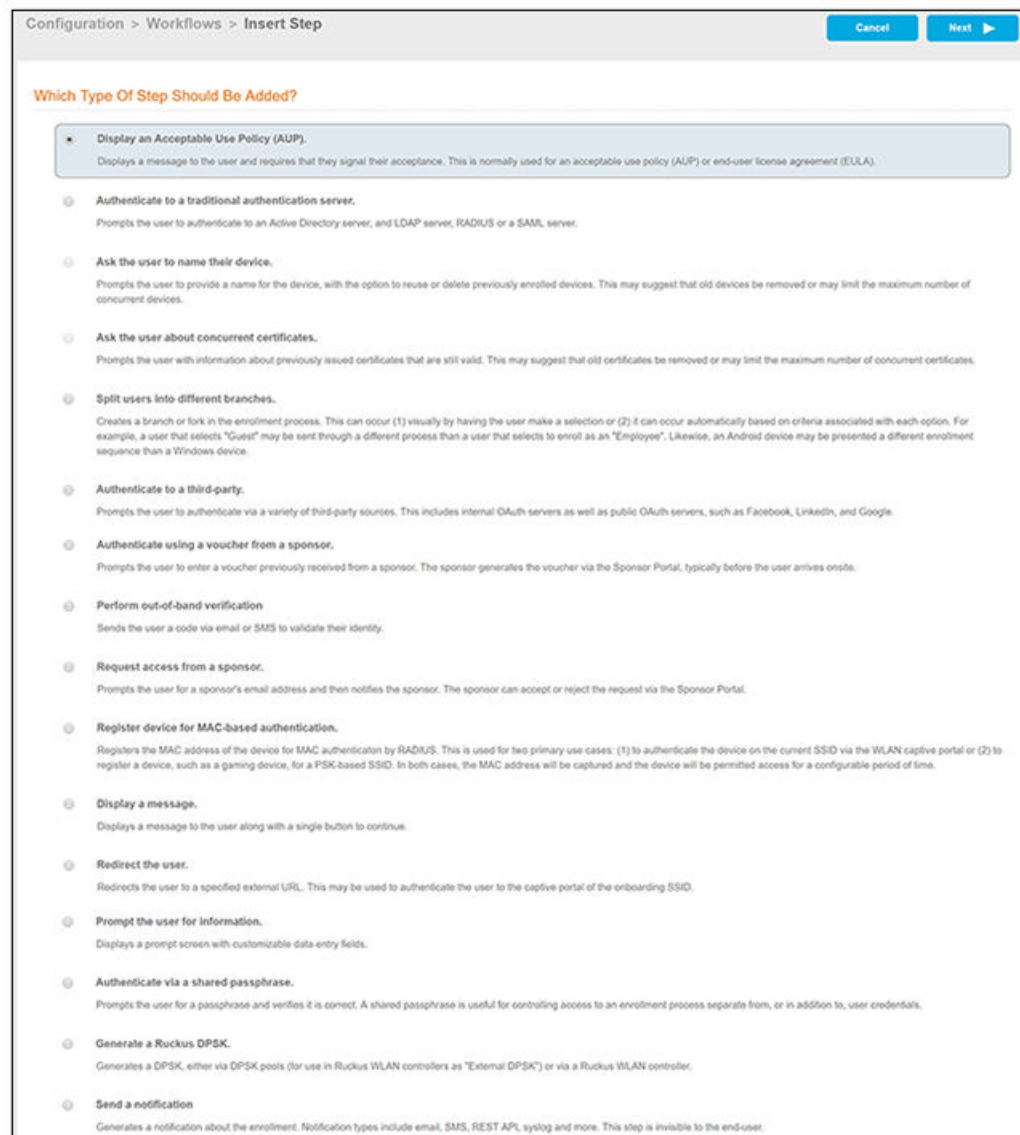 Configuration > Workflows > Insert Step
Cancel
Next
Which Type Of Step Should Be Added?
Display an Acceptable Use Policy (AUP).
Displays a message to the user and requires that they signal their acceptance. This is normally used for an acceptable use policy (AUP) or end-user license agreement (EULA).
Authenticate to a traditional authentication server.
Prompts the user to authenticate to an Active Directory server, and LDAP server, RADIUS or a SAML server.
Ask the user to name their device.
Prompts the user to provide a name for the device, with the option to reuse or delete previously enrolled devices. This may suggest that old devices be removed or may limit the maximum number of
concurrent devices.
Ask the user about concurrent certificates.
Prompts the user with information about previously issued certificates that are still valid. This may suggest that old certificates be removed or may limit the maximum number of concurrent certificates.
Split users into different branches.
Creates a branch or fork in the enrollment process. This can occur (1) visually by having the user make a selection or (2) it can occur automatically based on criteria associated with each option. For
example, a user that selects "Guest" may be sent through a different process than a user that selects to enroll as an "Employee". Likewise, an Android device may be presented a different enrollment
sequence than a Windows device.
Authenticate to a third-party.
Prompts the user to authenticate via a variety of third-party sources. This includes internal OAuth servers as well as public OAuth servers, such as Facebook, LinkedIn, and Google.
Authenticate using a voucher from a sponsor.
Prompts the user to enter a voucher previously received from a sponsor. The sponsor generates the voucher via the Sponsor Portal, typically before the user arrives onsite.
Perform out-of-band verification
Sends the user a code via email or SMS to validate their identity.
Request access from a sponsor.
Prompts the user for a sponsor's email address and then notifies the sponsor. The sponsor can accept or reject the request via the Sponsor Portal.
Register device for MAC-based authentication.
Registers the MAC address of the device for MAC authenticaton by RADIUS. This is used for two primary use cases: (1) to authenticate the device on the current SSID via the WLAN captive portal or (2) to
register a device, such as a gaming device, for a PSK-based SSID. In both cases, the MAC address will be captured and the device will be permitted access for a configurable period of time.
Display a message.
Displays a message to the user along with a single button to continue.
Redirect the user.
Redirects the user to a specified external URL. This may be used to authenticate the user to the captive portal of the onboarding SSID.
Prompt the user for information.
Displays a prompt screen with customizable data entry fields.
Authenticate via a shared passphrase.
Prompts the user for a passphrase and verifies it is correct. A shared passphrase is useful for controlling access to an enrollment process separate from, or in addition to, user credentials.
Generate a Ruckus DPSK.
Generates a DPSK, either via DPSK pools (for use in Ruckus WLAN controllers as "External DPSK") or via a Ruckus WLAN controller.
Send a notification
Generates a notification about the enrollment. Notification types include email, SMS, REST API, syslog and more. This step is invisible to the end-user.